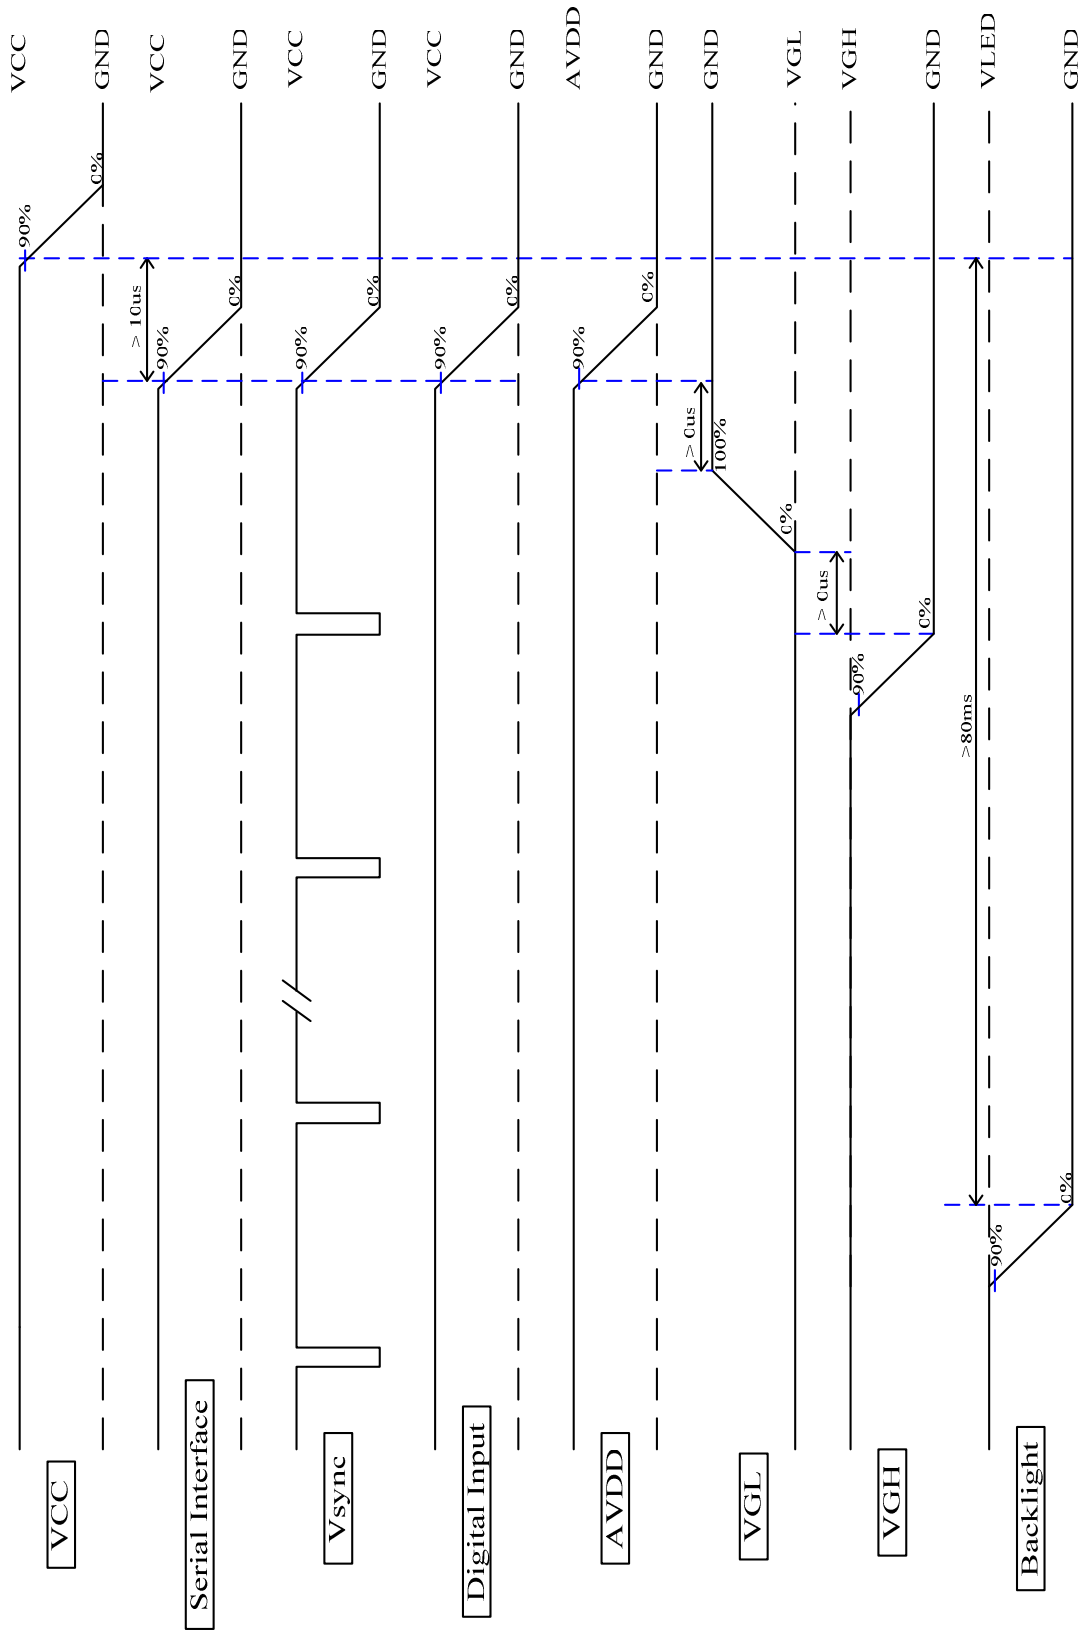 VCC
VCC
90%
0%
GND
Serial Interface
VCC
> 10us
90%
0%
GND
Vsync
VCC
90%
0%
GND
Digital Input
VCC
90%
0%
GND
AVDD
AVDD
90%
0%
GND
VGL
GND
> 0us
100%
0%
VGL
VGH
VGH
> 0us
90%
0%
GND
Backlight
VLED
>80ms
90%
0%
GND